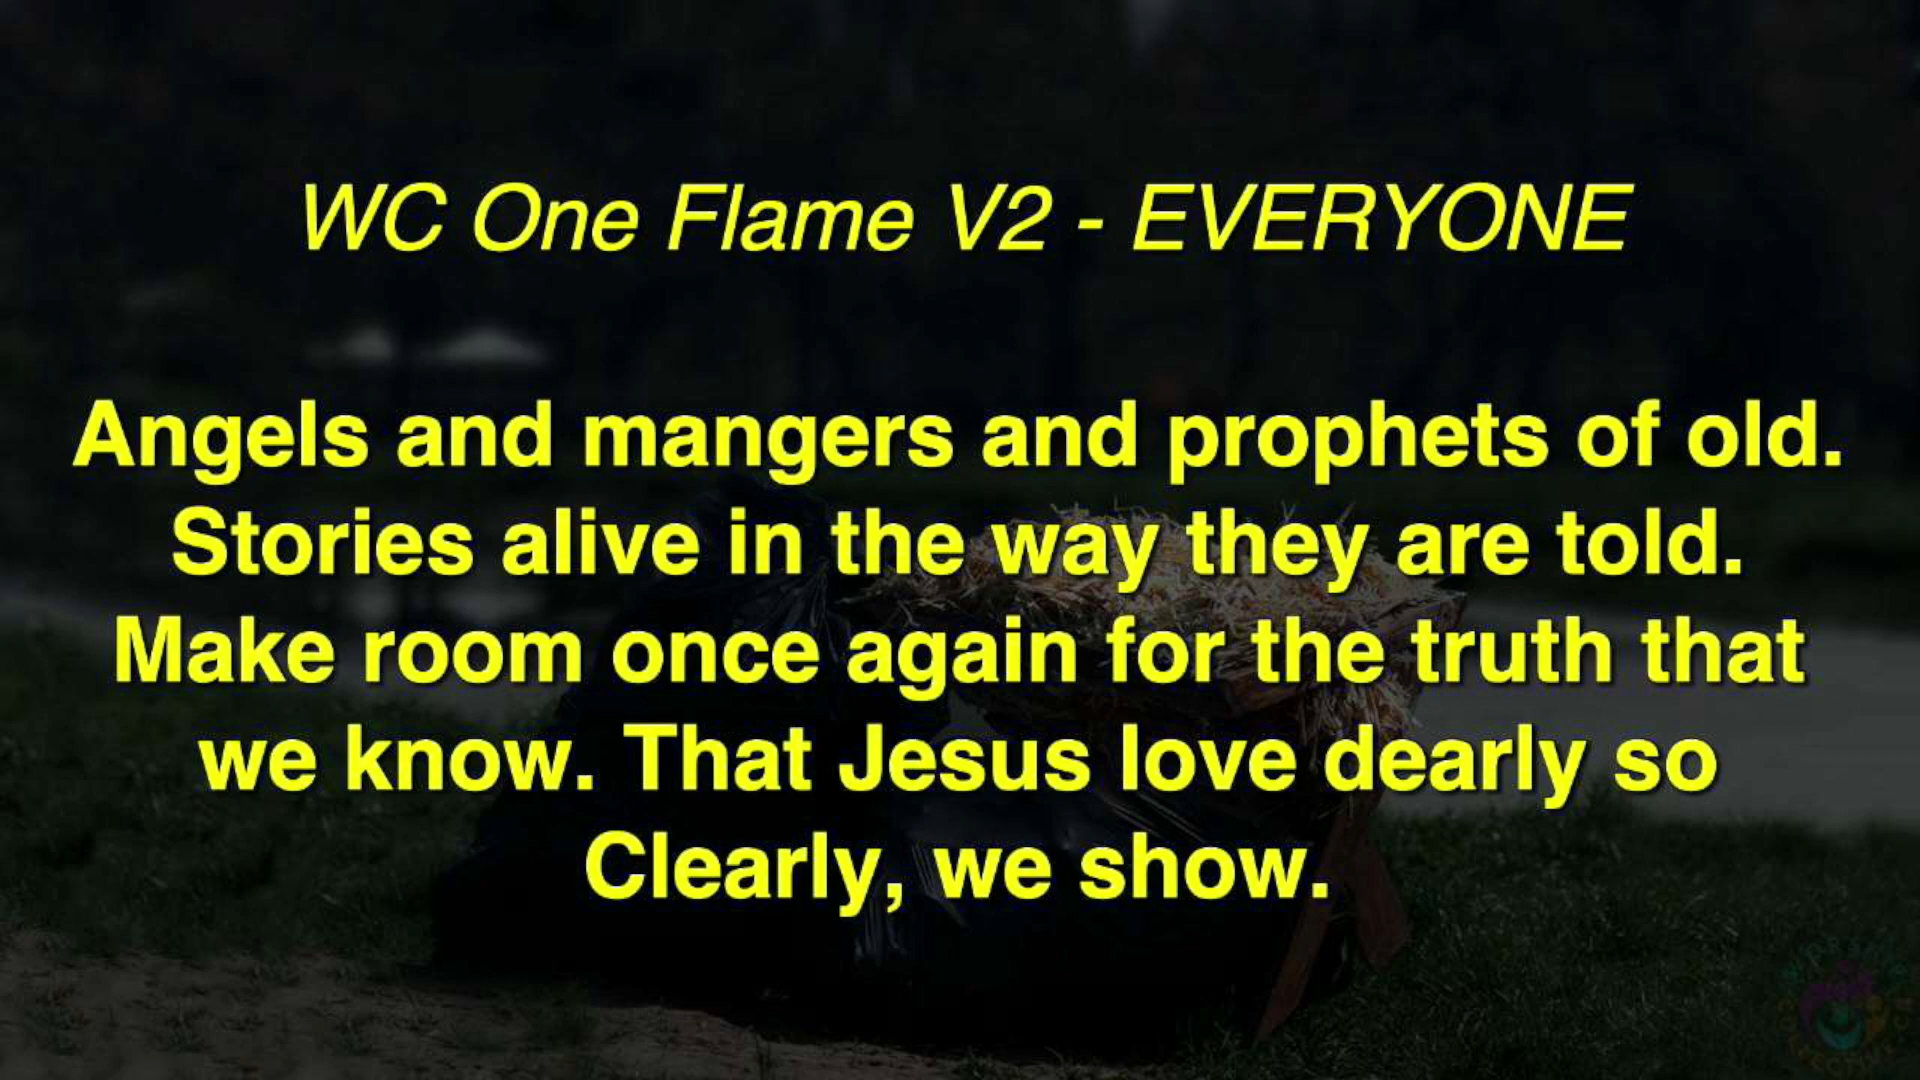 WC One Flame V2 - EVERYONE
Angels and mangers and prophets of old.
Stories alive in the way they are told.
Make room once again for the truth that
we know. That Jesus love dearly so
Clearly, we show.